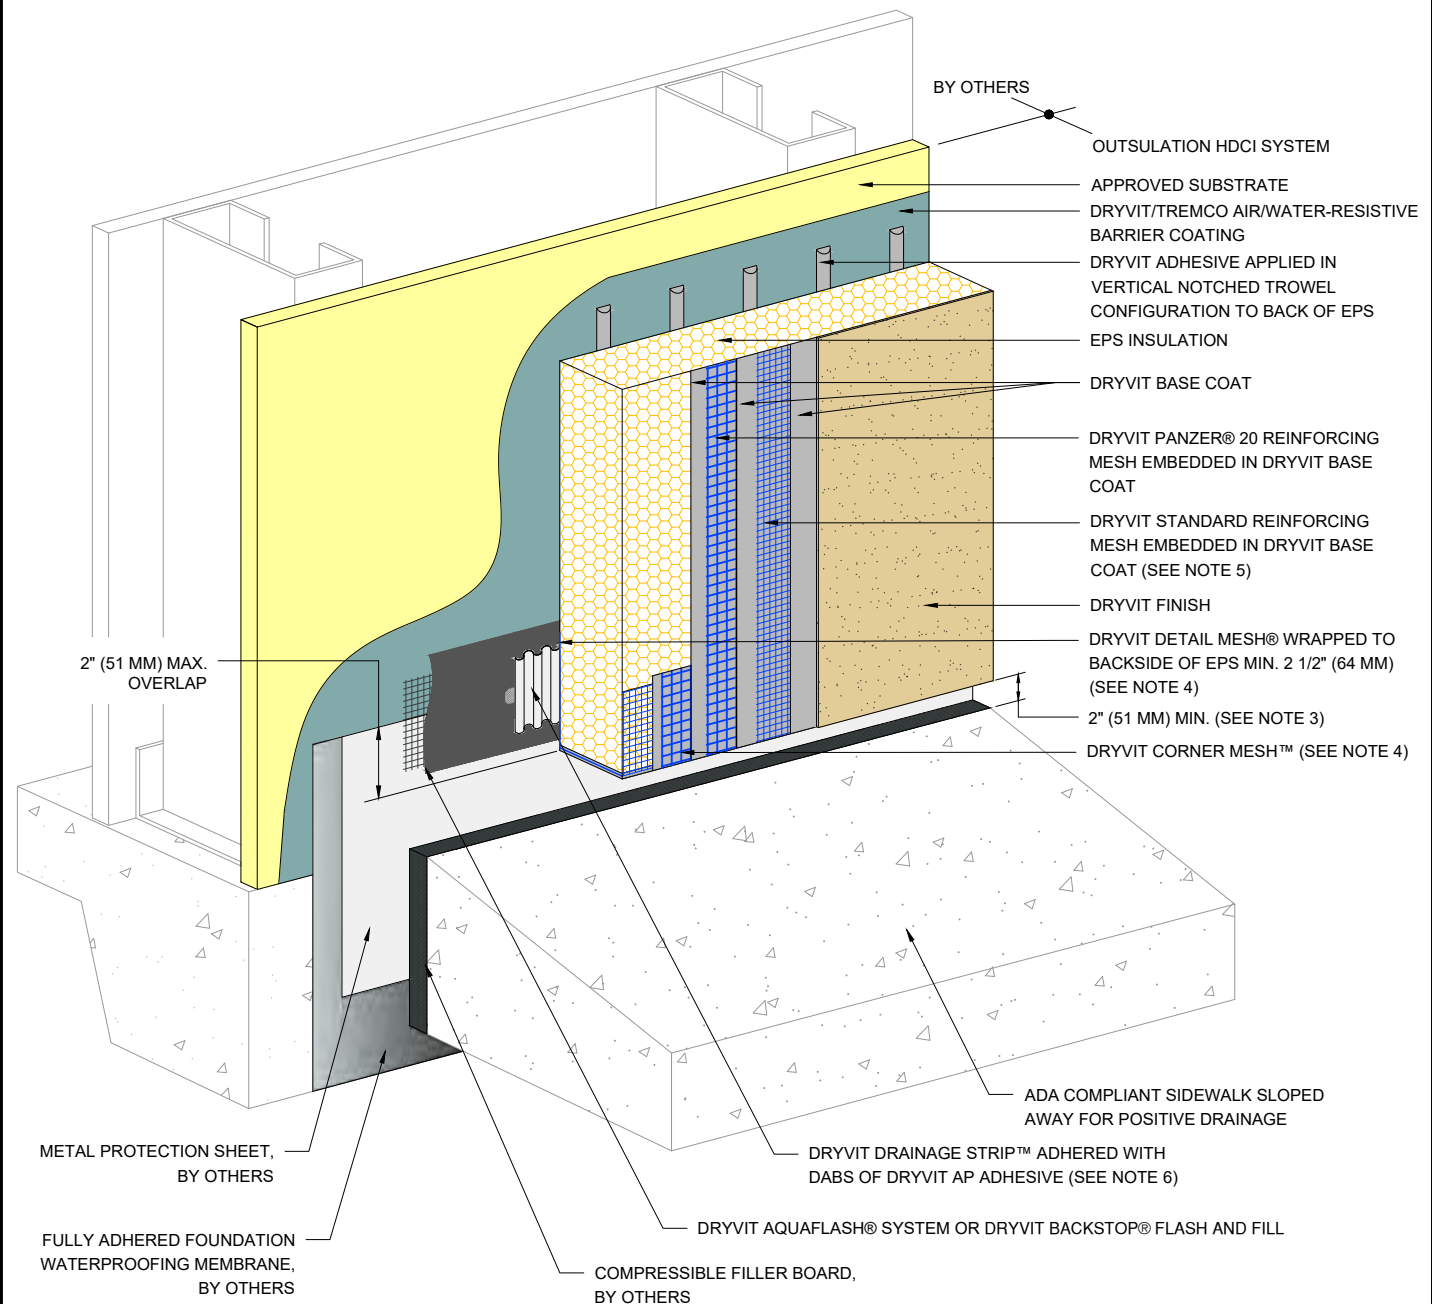 BY OTHERS
OUTSULATION HDCI SYSTEM
APPROVED SUBSTRATE
DRYVIT/TREMCO AIR/WATER-RESISTIVE
BARRIER COATING
DRYVIT ADHESIVE APPLIED IN
VERTICAL NOTCHED TROWEL
CONFIGURATION TO BACK OF EPS
EPS INSULATION
DRYVIT BASE COAT
DRYVIT PANZER® 20 REINFORCING
MESH EMBEDDED IN DRYVIT BASE
COAT
DRYVIT STANDARD REINFORCING
MESH EMBEDDED IN DRYVIT BASE
COAT (SEE NOTE 5)
DRYVIT FINISH
DRYVIT DETAIL MESH® WRAPPED TO
BACKSIDE OF EPS MIN. 2 1/2" (64 MM)
(SEE NOTE 4)
2" (51 MM) MIN. (SEE NOTE 3)
DRYVIT CORNER MESH™ (SEE NOTE 4)
2" (51 MM) MAX.
OVERLAP
ADA COMPLIANT SIDEWALK SLOPED
AWAY FOR POSITIVE DRAINAGE
METAL PROTECTION SHEET,
BY OTHERS
DRYVIT DRAINAGE STRIP™ ADHERED WITH
DABS OF DRYVIT AP ADHESIVE (SEE NOTE 6)
DRYVIT AQUAFLASH® SYSTEM OR DRYVIT BACKSTOP® FLASH AND FILL
FULLY ADHERED FOUNDATION
WATERPROOFING MEMBRANE,
BY OTHERS
COMPRESSIBLE FILLER BOARD,
BY OTHERS